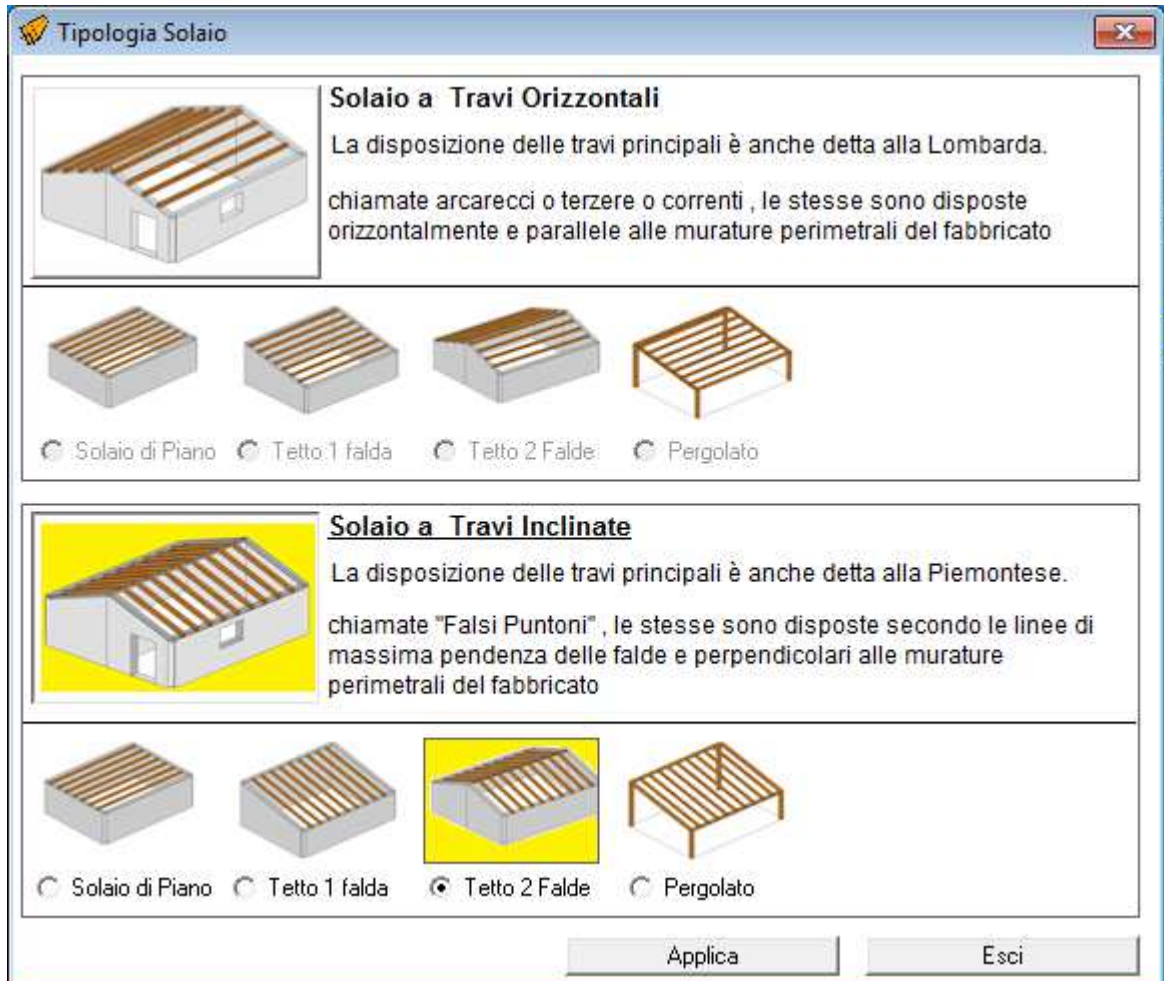 Tipologia Solaio
Solaio a Travi Orizzontali
La disposizione delle travi principali è anche detta alla Lombarda.
chiamate arcarecci o terzere o correnti , le stesse sono disposte
orizzontalmente e parallele alle murature perimetrali del fabbricato
Solaio di Piano Tetto 1 falda Tetto 2 Falde Pergolato
Solaio a Travi Inclinate
La disposizione delle travi principali è anche detta alla Piemontese.
chiamate "Falsi Puntoni" , le stesse sono disposte secondo le linee di
massima pendenza delle falde e perpendicolari alle murature
perimetrali del fabbricato
Solaio di Piano Tetto 1 falda Tetto 2 Falde Pergolato
Applica Esci